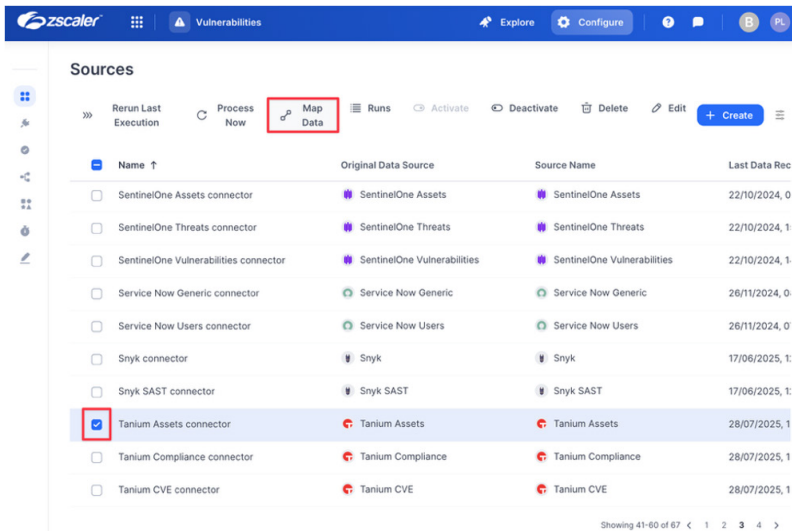 zscaler Vulnerabilities Explore Configure B PL
Sources
Rerun Last Execution Process Now Map Data Runs Activate Deactivate Delete Edit + Create
Name ↑ Original Data Source Source Name Last Data Rec
SentinelOne Assets connector SentinelOne Assets SentinelOne Assets 22/10/2024, 0
SentinelOne Threats connector SentinelOne Threats SentinelOne Threats 22/10/2024, 1
SentinelOne Vulnerabilities connector SentinelOne Vulnerabilities SentinelOne Vulnerabilities 22/10/2024, 1
Service Now Generic connector Service Now Generic Service Now Generic 26/11/2024, 0
Service Now Users connector Service Now Users Service Now Users 26/11/2024, 0
Snyk connector Snyk Snyk 17/06/2025, 1
Snyk SAST connector Snyk SAST Snyk SAST 17/06/2025, 1
Tanium Assets connector Tanium Assets Tanium Assets 28/07/2025, 1
Tanium Compliance connector Tanium Compliance Tanium Compliance 28/07/2025, 1
Tanium CVE connector Tanium CVE Tanium CVE 28/07/2025, 1
Showing 41-60 of 67 < 1 2 3 4 >